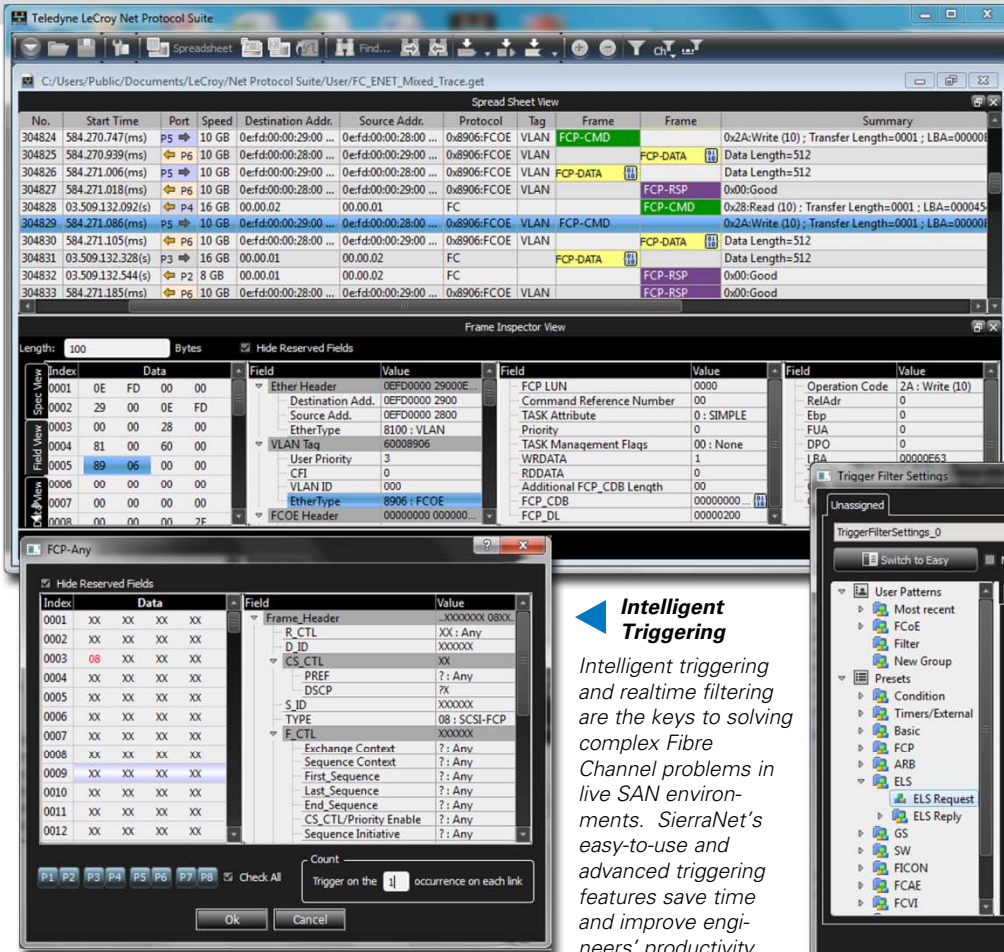 Teledyne LeCroy Net Protocol Suite
Spreadsheet Find...
C:/Users/Public/Documents/LeCroy/Net Protocol Suite/User/FC_ENET_Mixed_Trace.get
Spread Sheet View
No. Start Time Port Speed Destination Addr. Source Addr. Protocol Tag Frame Frame Summary
304824 584.270.747(ms) P5 10 GB 0e:fd:00:00:29:00 ... 0e:fd:00:00:28:00 ... 0x8906:FCOE VLAN FCP-CMD 0x2A:Write (10) ; Transfer Length=0001 ; LBA=00000
304825 584.270.939(ms) P6 10 GB 0e:fd:00:00:28:00 ... 0e:fd:00:00:29:00 ... 0x8906:FCOE VLAN FCP-DATA Data Length=512
304826 584.271.006(ms) P5 10 GB 0e:fd:00:00:29:00 ... 0e:fd:00:00:28:00 ... 0x8906:FCOE VLAN FCP-DATA Data Length=512
304827 584.271.018(ms) P6 10 GB 0e:fd:00:00:28:00 ... 0e:fd:00:00:29:00 ... 0x8906:FCOE VLAN FCP-RSP 0x00:Good
304828 03.509.132.092(s) P4 16 GB 00.00.02 00.00.01 FC FCP-CMD 0x28:Read (10) ; Transfer Length=0001 ; LBA=000045
304829 584.271.086(ms) P5 10 GB 0e:fd:00:00:29:00 ... 0e:fd:00:00:28:00 ... 0x8906:FCOE VLAN FCP-CMD 0x2A:Write (10) ; Transfer Length=0001 ; LBA=00000
304830 584.271.105(ms) P6 10 GB 0e:fd:00:00:28:00 ... 0e:fd:00:00:29:00 ... 0x8906:FCOE VLAN FCP-DATA Data Length=512
304831 03.509.132.328(s) P3 16 GB 00.00.01 00.00.02 FC FCP-DATA Data Length=512
304832 03.509.132.544(s) P2 8 GB 00.00.01 00.00.02 FC FCP-RSP 0x00:Good
304833 584.271.185(ms) P6 10 GB 0e:fd:00:00:28:00 ... 0e:fd:00:00:29:00 ... 0x8906:FCOE VLAN FCP-RSP 0x00:Good
Frame Inspector View
Length: 100 Bytes Hide Reserved Fields
Spec View
Field View
Index Data
0001 0E FD 00 00
0002 29 00 0E FD
0003 00 00 28 00
0004 81 00 60 00
0005 89 06 00 00
0006 00 00 00 00
0007 00 00 00 00
0008 00 00 00 2E
Field Value
Ether Header 0EFD0000 29000E...
Destination Add. 0EFD0000 2900
Source Add. 0EFD0000 2800
EtherType 8100 : VLAN
VLAN Tag 60008906
User Priority 3
CFI 0
VLAN ID 000
EtherType 8906 : FCOE
FCOE Header 00000000 000000...
Field Value
FCP LUN 0000
Command Reference Number 00
TASK Attribute 0 : SIMPLE
Priority 0
TASK Management Flags 00 : None
WRDATA 1
RDDATA 0
Additional FCP_CDB Length 00
FCP_CDB 00000000 ...
FCP_DL 00000200
Field Value
Operation Code 2A : Write (10)
RelAdr 0
Ebp 0
FUA 0
DPO 0
LBA 00000E63
FCP-Any
Hide Reserved Fields
Index Data
0001 XX XX XX XX
0002 XX XX XX XX
0003 08 XX XX XX
0004 XX XX XX XX
0005 XX XX XX XX
0006 XX XX XX XX
0007 XX XX XX XX
0008 XX XX XX XX
0009 XX XX XX XX
0010 XX XX XX XX
0011 XX XX XX XX
0012 XX XX XX XX
Field Value
Frame_Header ..XXXXXXX 08XX..
R_CTL XX : Any
D_ID XXXXXX
CS_CTL XX
PREF ? : Any
DSCP ?X
S_ID XXXXXX
TYPE 08 : SCSI-FCP
F_CTL XXXXXX
Exchange Context ? : Any
Sequence Context ? : Any
First_Sequence ? : Any
Last_Sequence ? : Any
End_Sequence ? : Any
CS_CTL/Priority Enable ? : Any
Sequence Initiative ? : Any
P1 P2 P3 P4 P5 P6 P7 P8 Check All
Count
Trigger on the 1 occurrence on each link
Ok Cancel
Intelligent
Triggering
Intelligent triggering
and realtime filtering
are the keys to solving
complex Fibre
Channel problems in
live SAN environ-
ments. SierraNet's
easy-to-use and
advanced triggering
features save time
and improve engi-
neers' productivity
Trigger Filter Settings
Unassigned
TriggerFilterSettings_0
Switch to Easy
User Patterns
Most recent
FCoE
Filter
New Group
Presets
Condition
Timers/External
Basic
FCP
ARB
ELS
ELS Request
ELS Reply
GS
SW
FICON
FCAE
FCVI